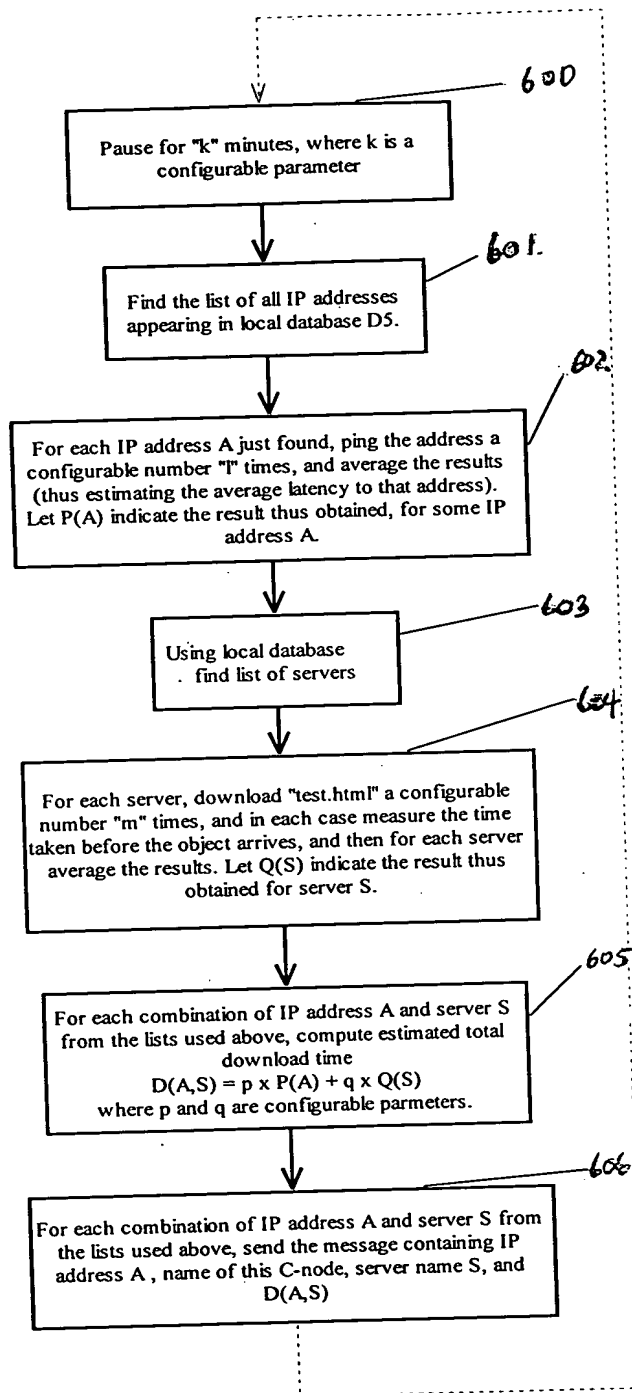 600
Pause for "k" minutes, where k is a
configurable parameter
601.
Find the list of all IP addresses
appearing in local database D5.
602.
For each IP address A just found, ping the address a
configurable number "l" times, and average the results
(thus estimating the average latency to that address).
Let P(A) indicate the result thus obtained, for some IP
address A.
603
Using local database
. find list of servers
604
For each server, download "test.html" a configurable
number "m" times, and in each case measure the time
taken before the object arrives, and then for each server
average the results. Let Q(S) indicate the result thus
obtained for server S.
605
For each combination of IP address A and server S
from the lists used above, compute estimated total
download time
D(A,S) = p x P(A) + q x Q(S)
where p and q are configurable parmeters.
606
For each combination of IP address A and server S from
the lists used above, send the message containing IP
address A , name of this C-node, server name S, and
D(A,S)